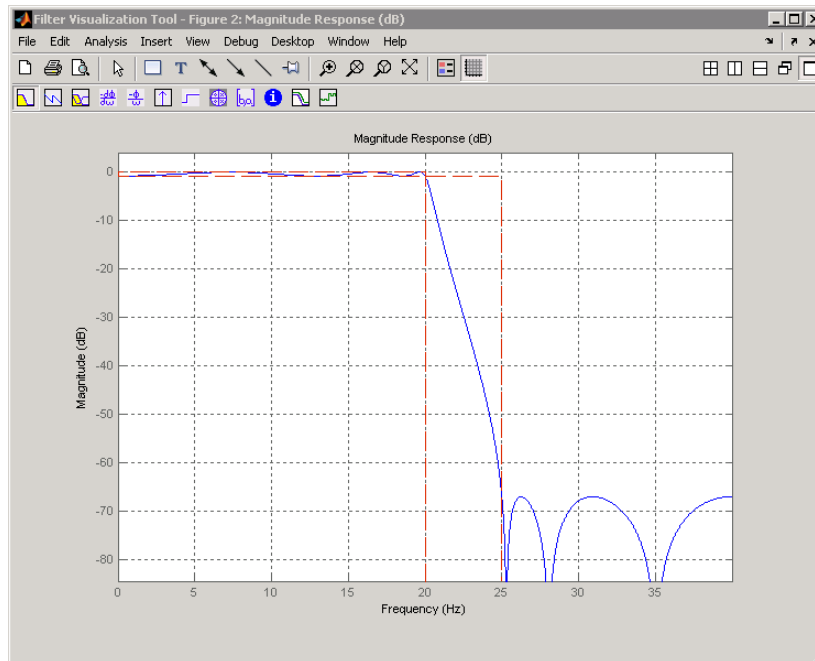 Filter Visualization Tool - Figure 2: Magnitude Response (dB)
File Edit Analysis Insert View Debug Desktop Window Help
Magnitude Response (dB)
0
-10
-20
-30
-40
-50
-60
-70
-80
Magnitude (dB)
0 5 10 15 20 25 30 35
Frequency (Hz)